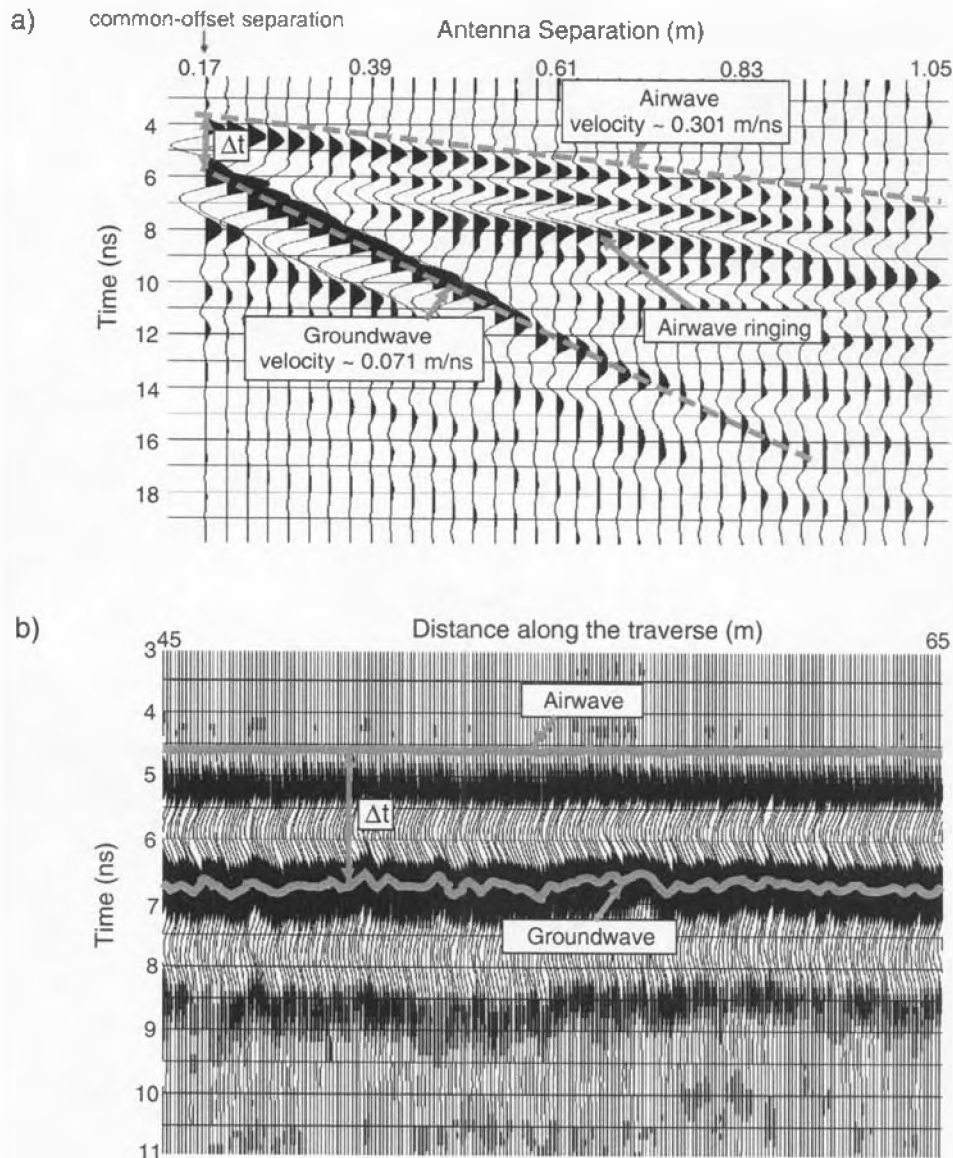 a)
common-offset separation
Antenna Separation (m)
0.17 0.39 0.61 0.83 1.05
Airwave
velocity ~ 0.301 m/ns
Δt
4
6
8
10
12
14
16
18
Time (ns)
Groundwave
velocity ~ 0.071 m/ns
Airwave ringing
b)
Distance along the traverse (m)
45 65
3
4
5
6
7
8
9
10
11
Time (ns)
Airwave
Δt
Groundwave